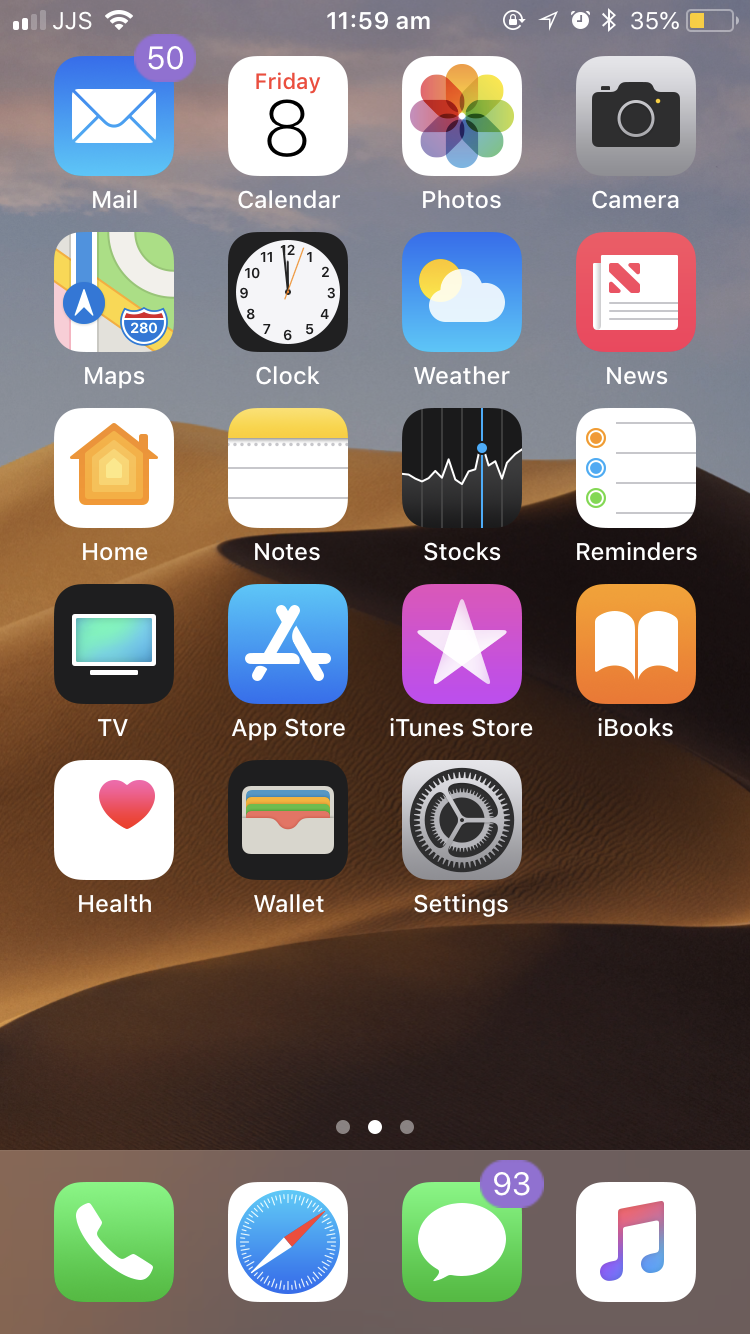 JJS 11:59 am 35%
50 93
Friday
8
Mail Calendar Photos Camera
12
11 1
10 2
9 3
8 4
7 5
6
280
Maps Clock Weather News
Home Notes Stocks Reminders
TV App Store iTunes Store iBooks
Health Wallet Settings